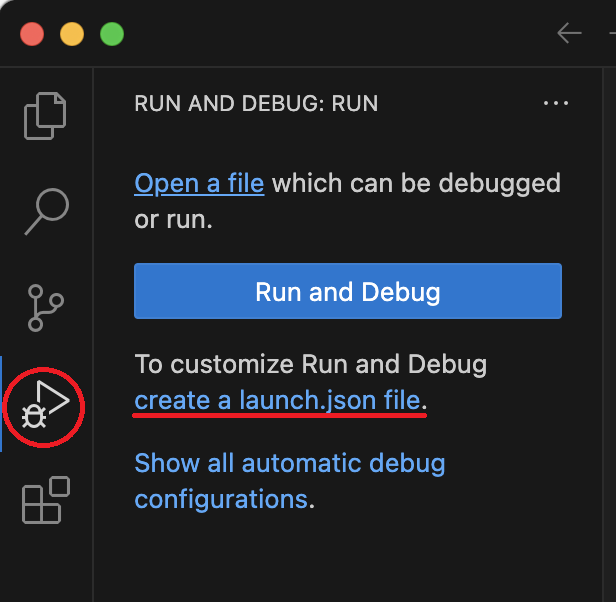 RUN AND DEBUG: RUN
Open a file which can be debugged
or run.
Run and Debug
To customize Run and Debug
create a launch.json file.
Show all automatic debug
configurations.